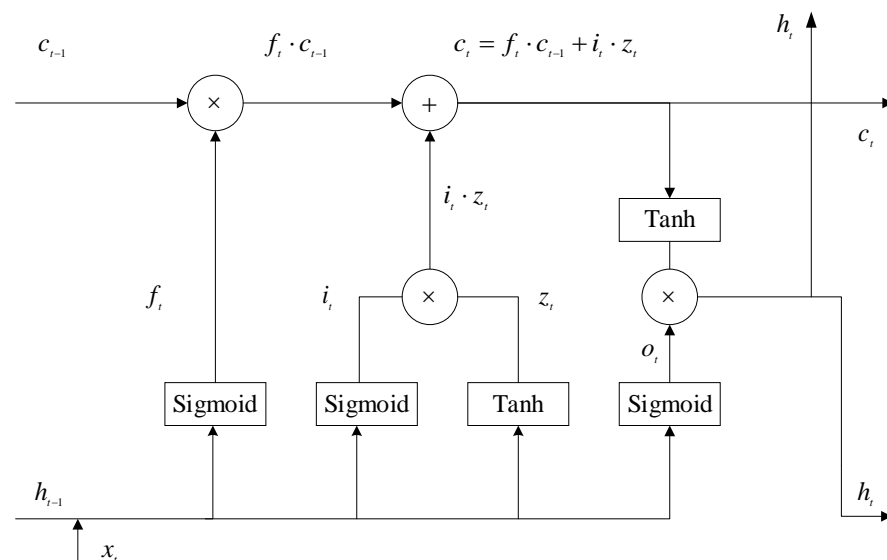 c_{t-1}
f_t · c_{t-1}
c_t = f_t · c_{t-1} + i_t · z_t
h_t
×
+
c_t
i_t · z_t
Tanh
f_t
i_t
×
z_t
×
o_t
Sigmoid
Sigmoid
Tanh
Sigmoid
h_{t-1}
h_t
x_t